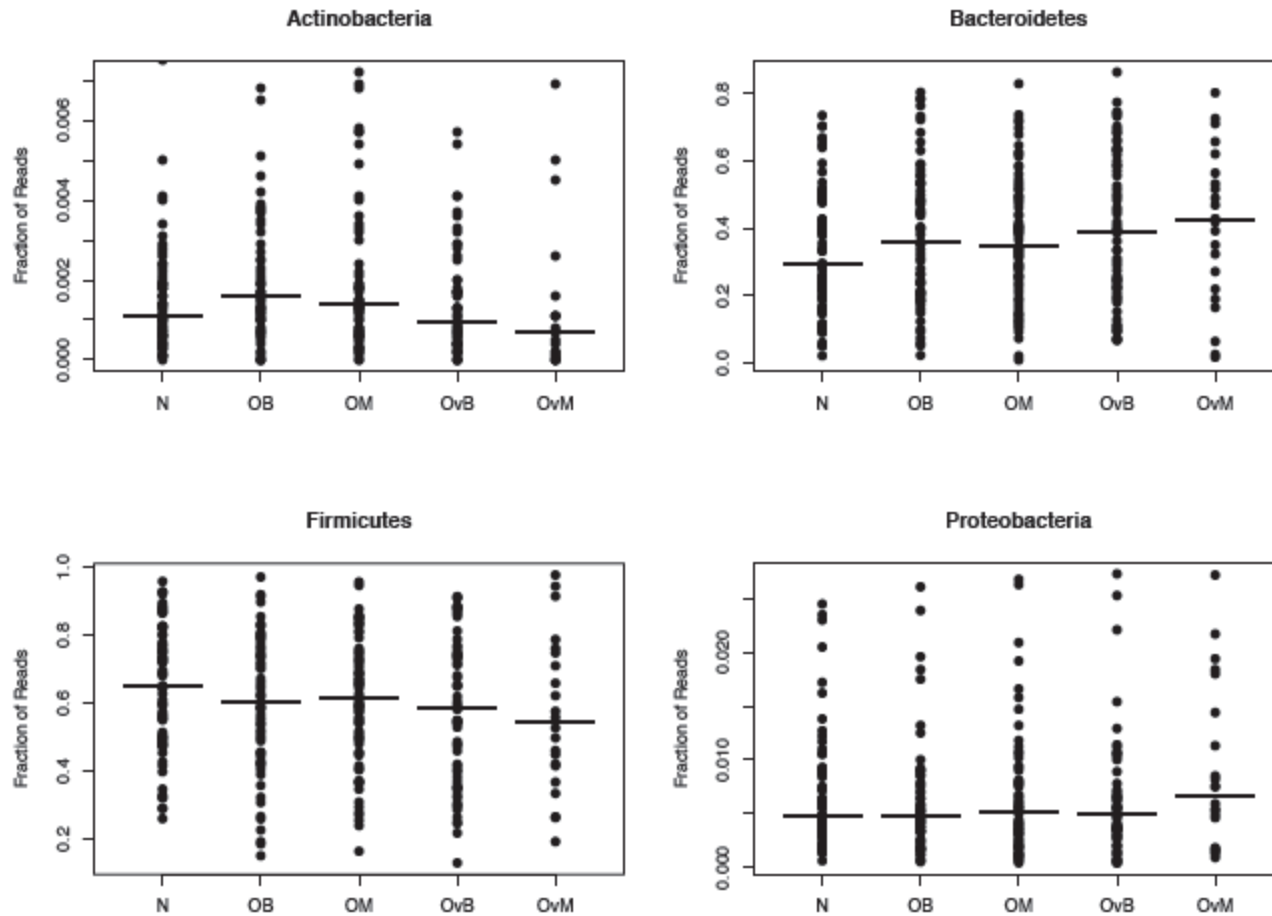 Actinobacteria
Fraction of Reads
0.006
0.004
0.002
0.000
N OB OM OvB OvM
Bacteroidetes
Fraction of Reads
0.8
0.6
0.4
0.2
0.0
N OB OM OvB OvM
Firmicutes
Fraction of Reads
1.0
0.8
0.6
0.4
0.2
N OB OM OvB OvM
Proteobacteria
Fraction of Reads
0.020
0.010
0.000
N OB OM OvB OvM